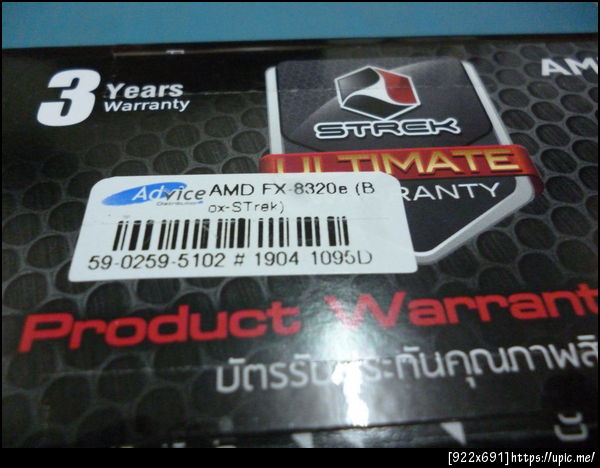 3 Years
Warranty
AM
STREK
ULTIMATE
RANTY
Advice
Distribution
AMD FX-8320e (B
ox-STrek)
59-0259-5102 # 1904 1095D
Product Warrant
บัตรรับประกันคุณภาพสิ
[922x691]https://upic.me/